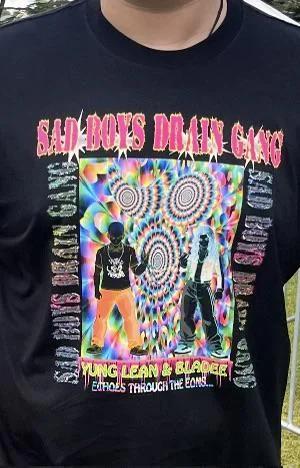 SAD BOYS DRAIN GANG
SAD BOYS DRAIN GANG
SAD BOYS DRAIN GANG
YUNG LEAN & BLADEE
ECHOES THROUGH THE EONS...